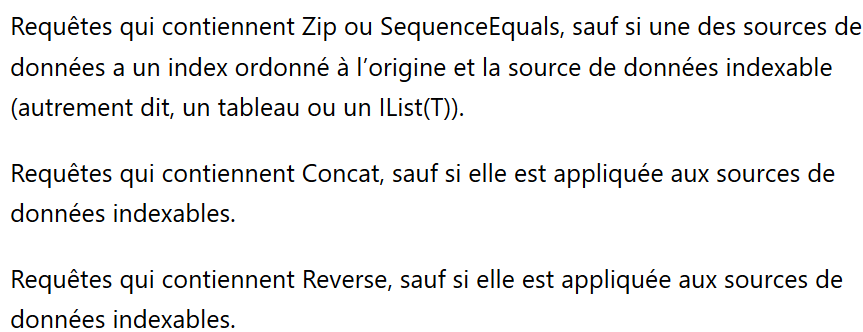 Requêtes qui contiennent Zip ou SequenceEquals, sauf si une des sources de
données a un index ordonné à l’origine et la source de données indexable
(autrement dit, un tableau ou un IList(T)).
Requêtes qui contiennent Concat, sauf si elle est appliquée aux sources de
données indexables.
Requêtes qui contiennent Reverse, sauf si elle est appliquée aux sources de
données indexables.